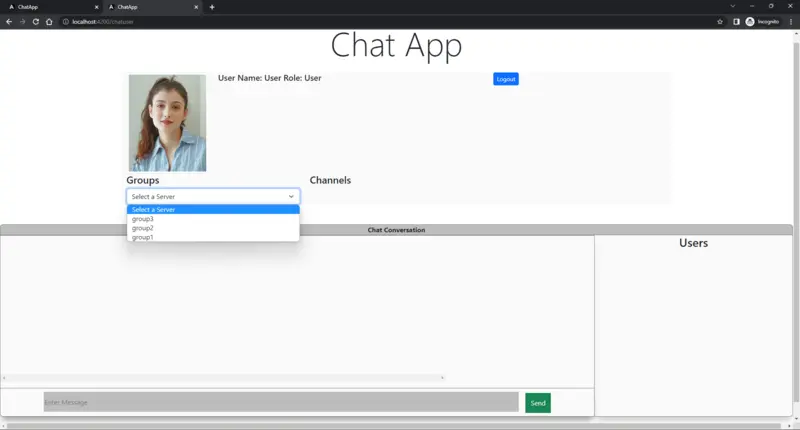 ChatApp
ChatApp
localhost:4200/chatuser
Incognito
Chat App
User Name: User Role: User
Logout
Groups
Channels
Select a Server
Select a Server
group3
group2
group1
Chat Conversation
Users
Enter Message
Send